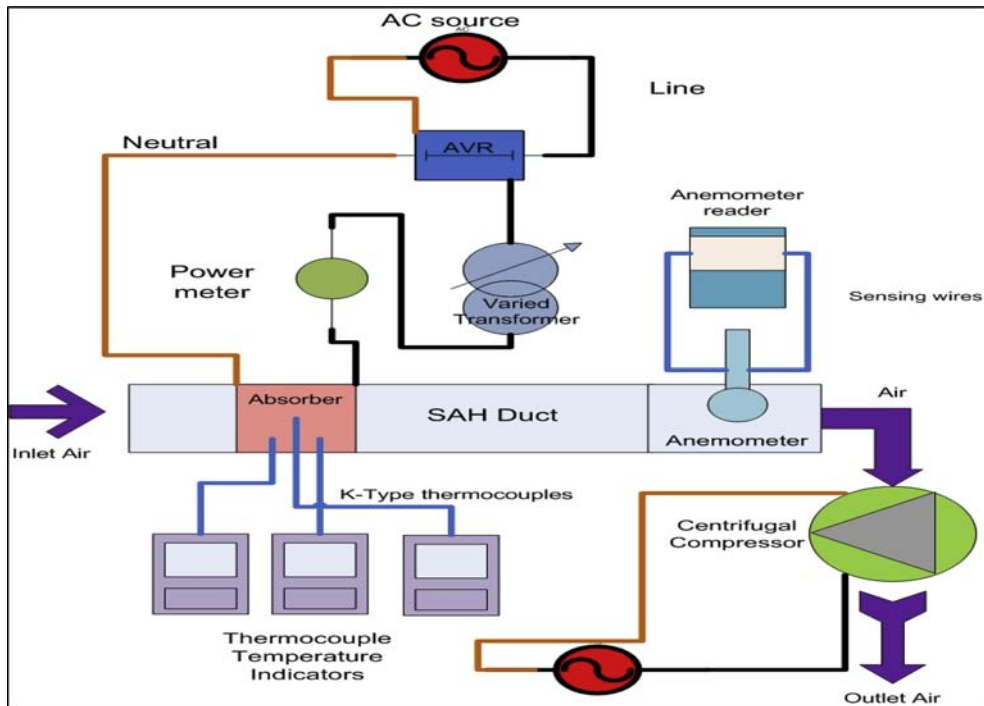 AC source
AC
Line
Neutral
AVR
Anemometer
reader
Power
meter
Varied
Transformer
Sensing wires
Absorber
SAH Duct
Air
Anemometer
Inlet Air
K-Type thermocouples
Centrifugal
Compressor
Thermocouple
Temperature
Indicators
Outlet Air